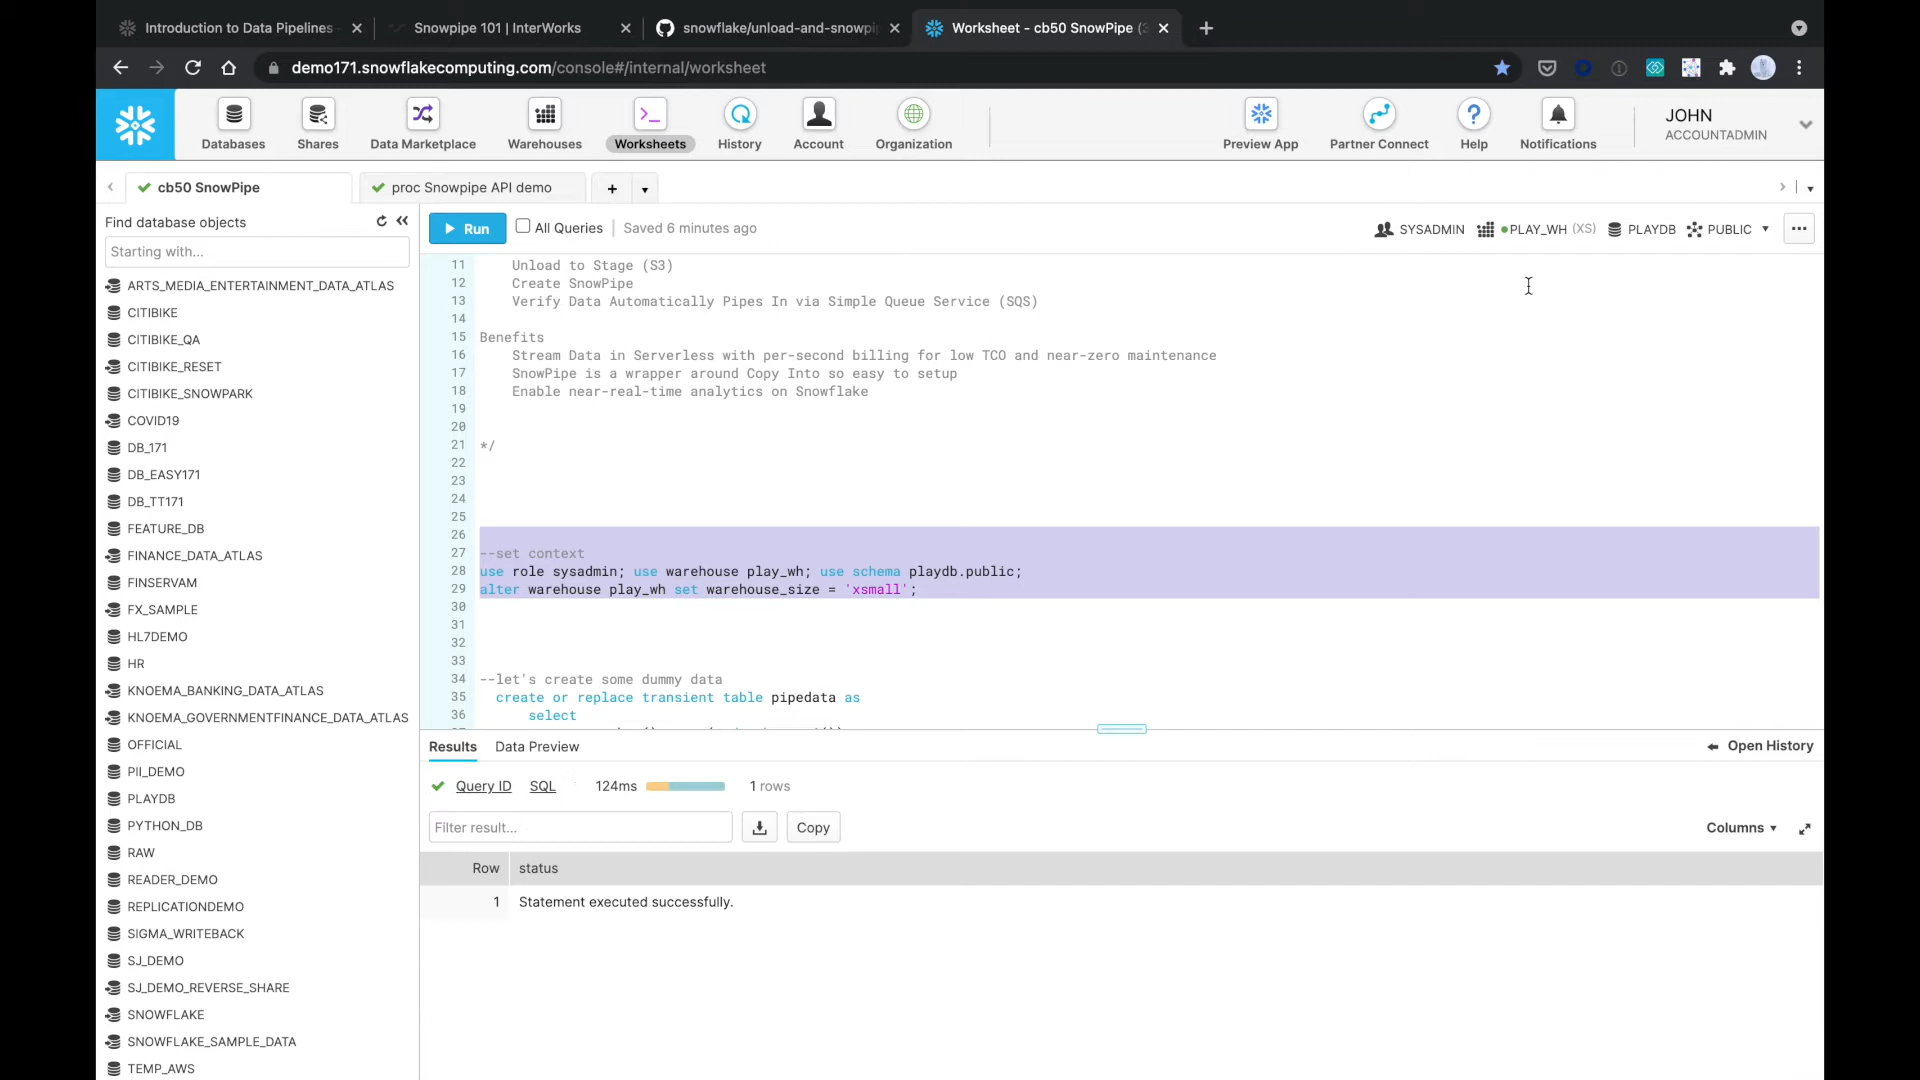 Introduction to Data Pipelines
Snowpipe 101 | InterWorks
snowflake/unload-and-snowpi
Worksheet - cb50 SnowPipe (
demo171.snowflakecomputing.com/console#/internal/worksheet
Databases
Shares
Data Marketplace
Warehouses
Worksheets
History
Account
Organization
Preview App
Partner Connect
Help
Notifications
JOHN
ACCOUNTADMIN
cb50 SnowPipe
proc Snowpipe API demo
Find database objects
Starting with...
Run
All Queries
Saved 6 minutes ago
SYSADMIN
PLAY_WH (XS)
PLAYDB
PUBLIC
ARTS_MEDIA_ENTERTAINMENT_DATA_ATLAS
CITIBIKE
CITIBIKE_QA
CITIBIKE_RESET
CITIBIKE_SNOWPARK
COVID19
DB_171
DB_EASY171
DB_TT171
FEATURE_DB
FINANCE_DATA_ATLAS
FINSERVAM
FX_SAMPLE
HL7DEMO
HR
KNOEMA_BANKING_DATA_ATLAS
KNOEMA_GOVERNMENTFINANCE_DATA_ATLAS
OFFICIAL
PII_DEMO
PLAYDB
PYTHON_DB
RAW
READER_DEMO
REPLICATIONDEMO
SIGMA_WRITEBACK
SJ_DEMO
SJ_DEMO_REVERSE_SHARE
SNOWFLAKE
SNOWFLAKE_SAMPLE_DATA
TEMP_AWS
11 Unload to Stage (S3)
12 Create SnowPipe
13 Verify Data Automatically Pipes In via Simple Queue Service (SQS)
14
15 Benefits
16 Stream Data in Serverless with per-second billing for low TCO and near-zero maintenance
17 SnowPipe is a wrapper around Copy Into so easy to setup
18 Enable near-real-time analytics on Snowflake
19
20
21 */
22
23
24
25
26
27 --set context
28 use role sysadmin; use warehouse play_wh; use schema playdb.public;
29 alter warehouse play_wh set warehouse_size = 'xsmall';
30
31
32
33
34 --let's create some dummy data
35 create or replace transient table pipedata as
36 select
Results
Data Preview
Open History
Query ID
SQL
124ms
1 rows
Filter result...
Copy
Columns
Row status
1 Statement executed successfully.